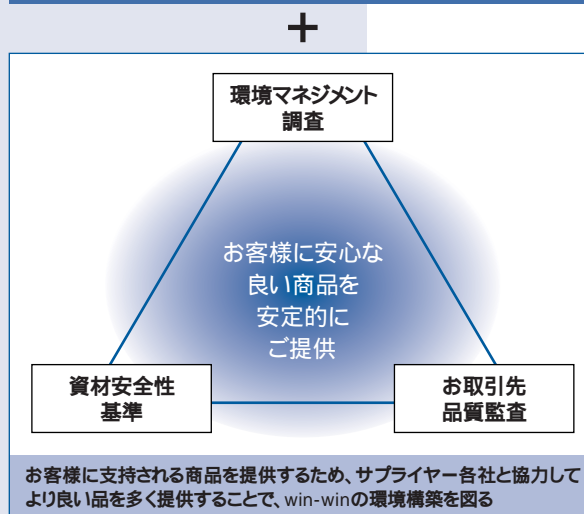 +
環境マネジメント
調査
お客様に安心な
良い商品を
安定的に
ご提供
資材安全性
基準
お取引先
品質監査
お客様に支持される商品を提供するため、サプライヤー各社と協力して
より良い品を多く提供することで、win-winの環境構築を図る